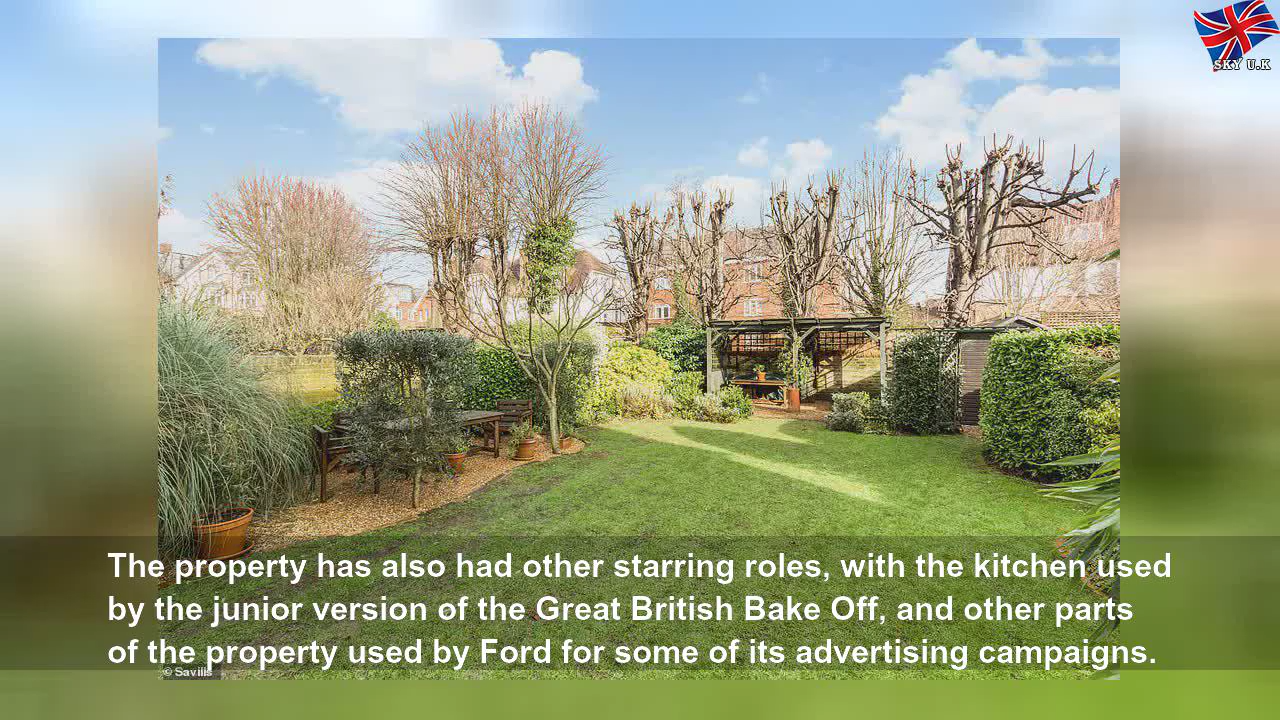 SKY U.K
The property has also had other starring roles, with the kitchen used
by the junior version of the Great British Bake Off, and other parts
of the property used by Ford for some of its advertising campaigns.
© Savills